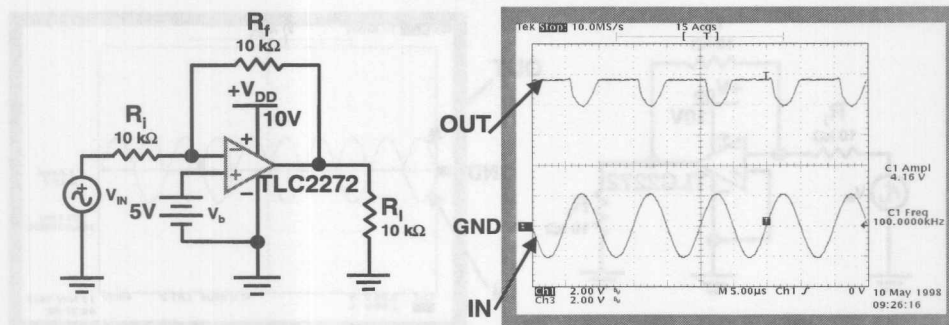 Rf
10 kΩ
+VDD
10V
Ri
10 kΩ
TLC2272
VIN
5V
Vb
Rl
10 kΩ
OUT
GND
IN
Tek Stop 10.0MS/s 15 Acqs
[ T ]
T
C1 Ampl
4.16 V
C1 Freq
100.0000kHz
T
Ch1 2.00 V M 5.00µs Ch1 0 V
Ch3 2.00 V
10 May 1998
09:26:16